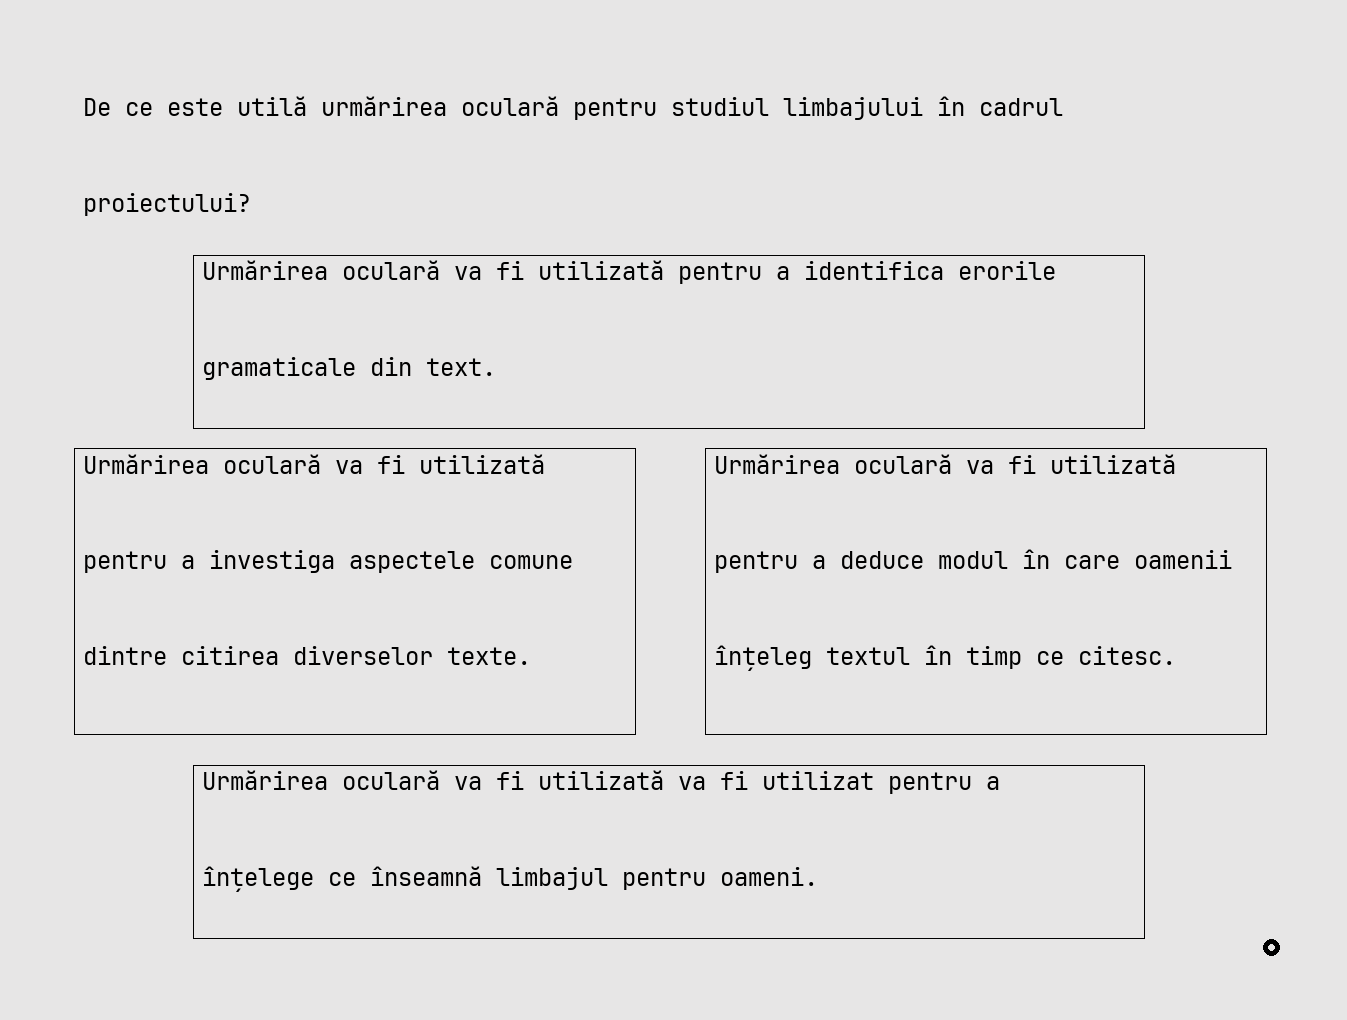 De ce este utilă urmărirea oculară pentru studiul limbajului în cadrul
proiectului?
Urmărirea oculară va fi utilizată pentru a identifica erorile
gramaticale din text.
Urmărirea oculară va fi utilizată
pentru a investiga aspectele comune
dintre citirea diverselor texte.
Urmărirea oculară va fi utilizată
pentru a deduce modul în care oamenii
înțeleg textul în timp ce citesc.
Urmărirea oculară va fi utilizată va fi utilizat pentru a
înțelege ce înseamnă limbajul pentru oameni.